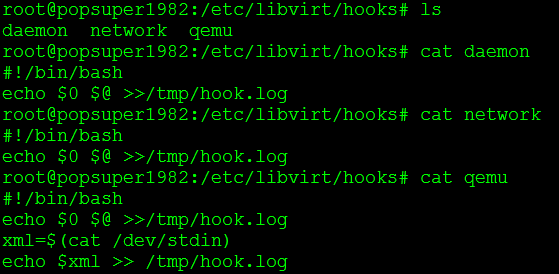 root@popsuper1982:/etc/libvirt/hooks# ls
daemon  network  qemu
root@popsuper1982:/etc/libvirt/hooks# cat daemon
#!/bin/bash
echo $0 $@ >>/tmp/hook.log
root@popsuper1982:/etc/libvirt/hooks# cat network
#!/bin/bash
echo $0 $@ >>/tmp/hook.log
root@popsuper1982:/etc/libvirt/hooks# cat qemu
#!/bin/bash
echo $0 $@ >>/tmp/hook.log
xml=$(cat /dev/stdin)
echo $xml >> /tmp/hook.log